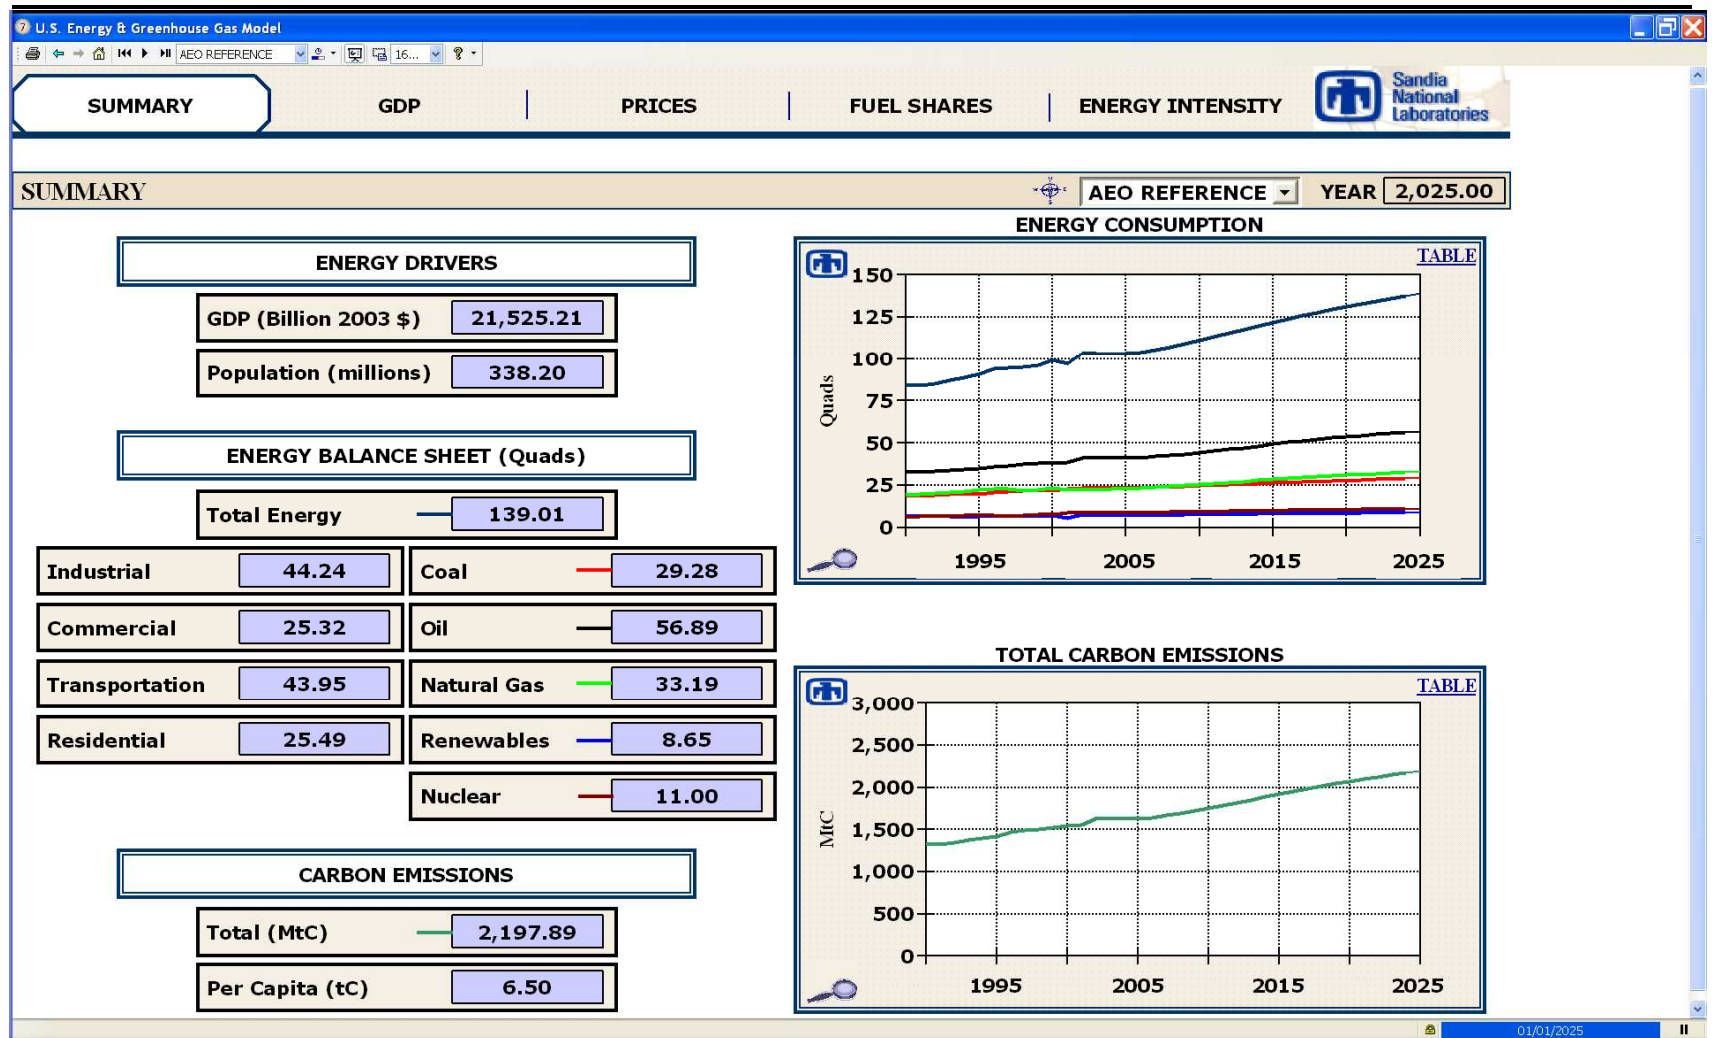 U.S. Energy & Greenhouse Gas Model
AEO REFERENCE
16...
SUMMARY
GDP
PRICES
FUEL SHARES
ENERGY INTENSITY
Sandia
National
Laboratories
SUMMARY
AEO REFERENCE
YEAR 2,025.00
ENERGY DRIVERS
GDP (Billion 2003 $) 21,525.21
Population (millions) 338.20
ENERGY BALANCE SHEET (Quads)
Total Energy 139.01
Industrial 44.24
Coal 29.28
Commercial 25.32
Oil 56.89
Transportation 43.95
Natural Gas 33.19
Residential 25.49
Renewables 8.65
Nuclear 11.00
CARBON EMISSIONS
Total (MtC) 2,197.89
Per Capita (tC) 6.50
ENERGY CONSUMPTION
TABLE
Quads
150
125
100
75
50
25
0
1995 2005 2015 2025
TOTAL CARBON EMISSIONS
TABLE
MtC
3,000
2,500
2,000
1,500
1,000
500
0
1995 2005 2015 2025
01/01/2025